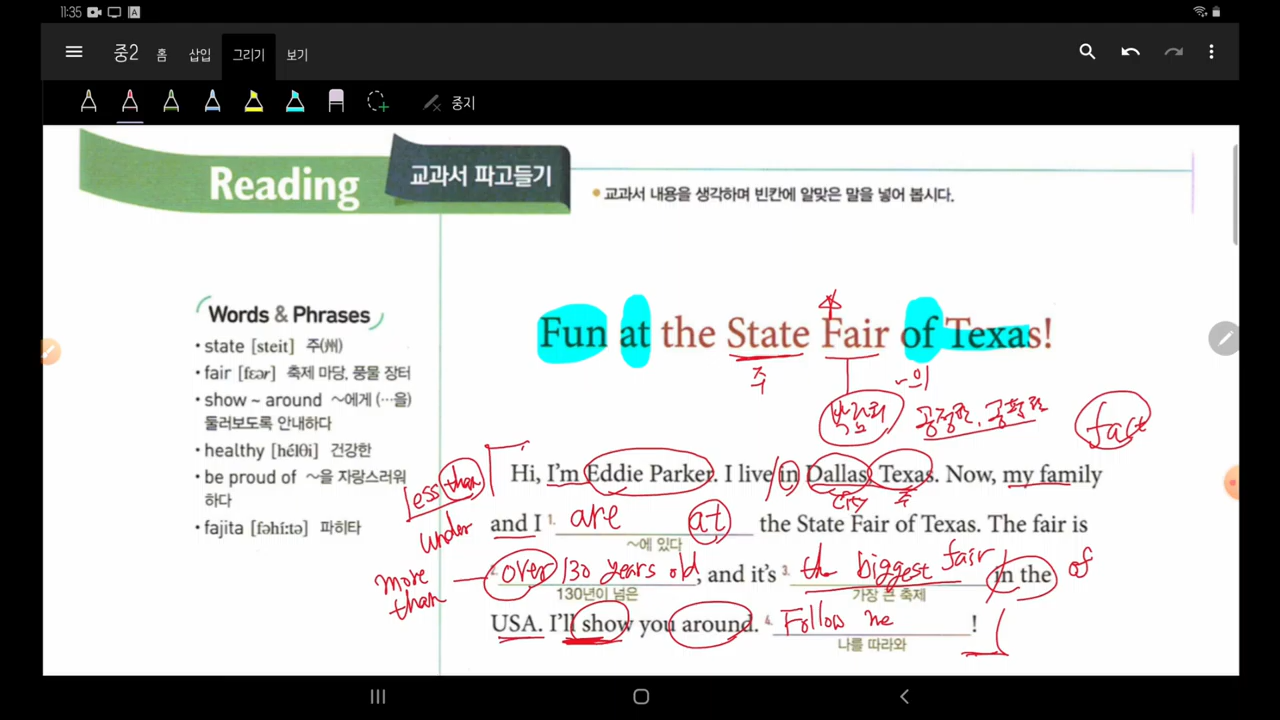 11:35
중2 홈 삽입 그리기 보기
중지
Reading 교과서 파고들기
• 교과서 내용을 생각하며 빈칸에 알맞은 말을 넣어 봅시다.
Words & Phrases
• state [steit] 주(州)
• fair [fɛər] 축제 마당, 풍물 장터
• show ~ around ~에게 (…을)
둘러보도록 안내하다
• healthy [hélθi] 건강한
• be proud of ~을 자랑스러워
하다
• fajita [fəhíːtə] 파히타
Fun at the State Fair of Texas!
주 ~의
박람회 공정한, 공평한 fact
less than Hi, I'm Eddie Parker. I live in Dallas Texas. Now, my family
City 주
under and I 1. are at the State Fair of Texas. The fair is
~에 있다
more than 2. over 130 years old, and it's 3. the biggest fair in the of
130년이 넘은 가장 큰 축제
USA. I'll show you around. 4. Follow me !
나를 따라와